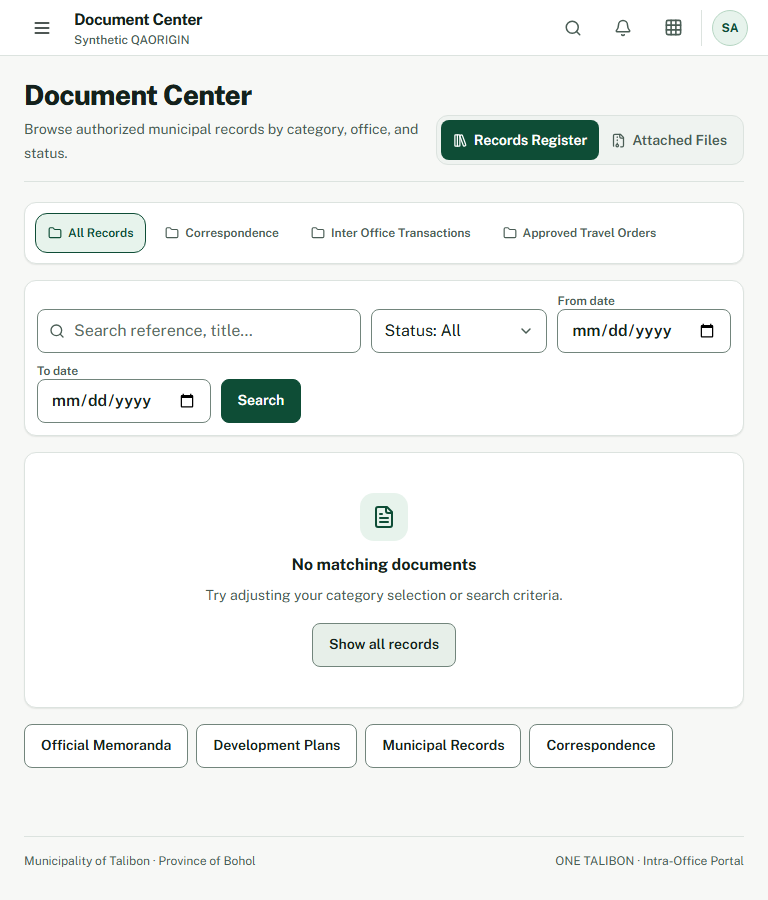 Document Center
Synthetic QAORIGIN
SA
Document Center
Browse authorized municipal records by category, office, and
status.
Records Register
Attached Files
All Records
Correspondence
Inter Office Transactions
Approved Travel Orders
Search reference, title...
Status: All
From date
mm/dd/yyyy
To date
mm/dd/yyyy
Search
No matching documents
Try adjusting your category selection or search criteria.
Show all records
Official Memoranda
Development Plans
Municipal Records
Correspondence
Municipality of Talibon · Province of Bohol
ONE TALIBON · Intra-Office Portal